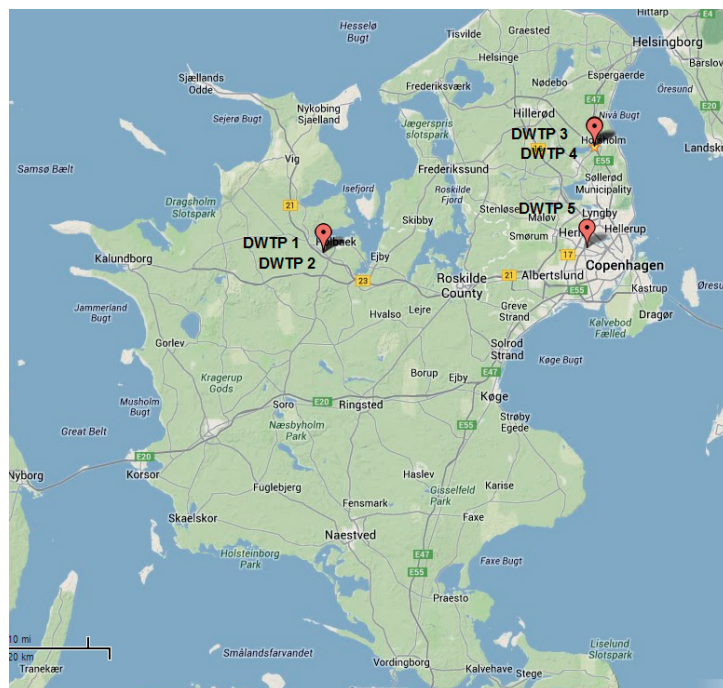 Hesselø
Bugt
Tisvilde
Graested
Hittarp
E4
Helsingborg
Helsinge
Barslov
Sjællands
Odde
Espergaerde
Frederiksværk
Nødebo
Öresund
E47
E20
Nykobing
Sjaelland
Hillerød
Nivå Bugt
Sejerø Bugt
Jægerspris
slotspark
DWTP 3
DWTP 4
Landskr
Vig
E55
Samsø Bælt
Isefjord
Frederikssund
Søllerød
Municipality
Dragsholm
Slotspark
Roskilde
Fjord
21
Stenløse
DWTP 5
Måløv
Lyngby
Skibby
Hellerup
DWTP 1
DWTP 2
Smørum
Kalundborg
Ejby
17
Copenhagen
23
Roskilde
County
21
Albertslund
Kastrup
Øresu
E55
Jammerland
Bugt
Hvalso
Lejre
Greve
Strand
Kalvebod
Fælled
Dragør
Gorlev
Solrod
Strand
Køge Bugt
Kragerup
Gods
Borup
Ejby
E47
Musholm
Bugt
Soro
E20
Ringsted
Køge
Great Belt
Næsbyholm
Park
E55
Strøby
Egede
E20
Nyborg
Korsor
Haslev
Fuglebjerg
Gisselfeld
Park
Karise
Fensmark
Skaelskor
Faxe
Naestved
Holsteinborg
Park
E47
Faxe Bugt
E55
Praesto
10 mi
20 km
Smålandsfarvandet
Liselund
Slotspark
Tranekær
Vordingborg
Kalvehave
Stege